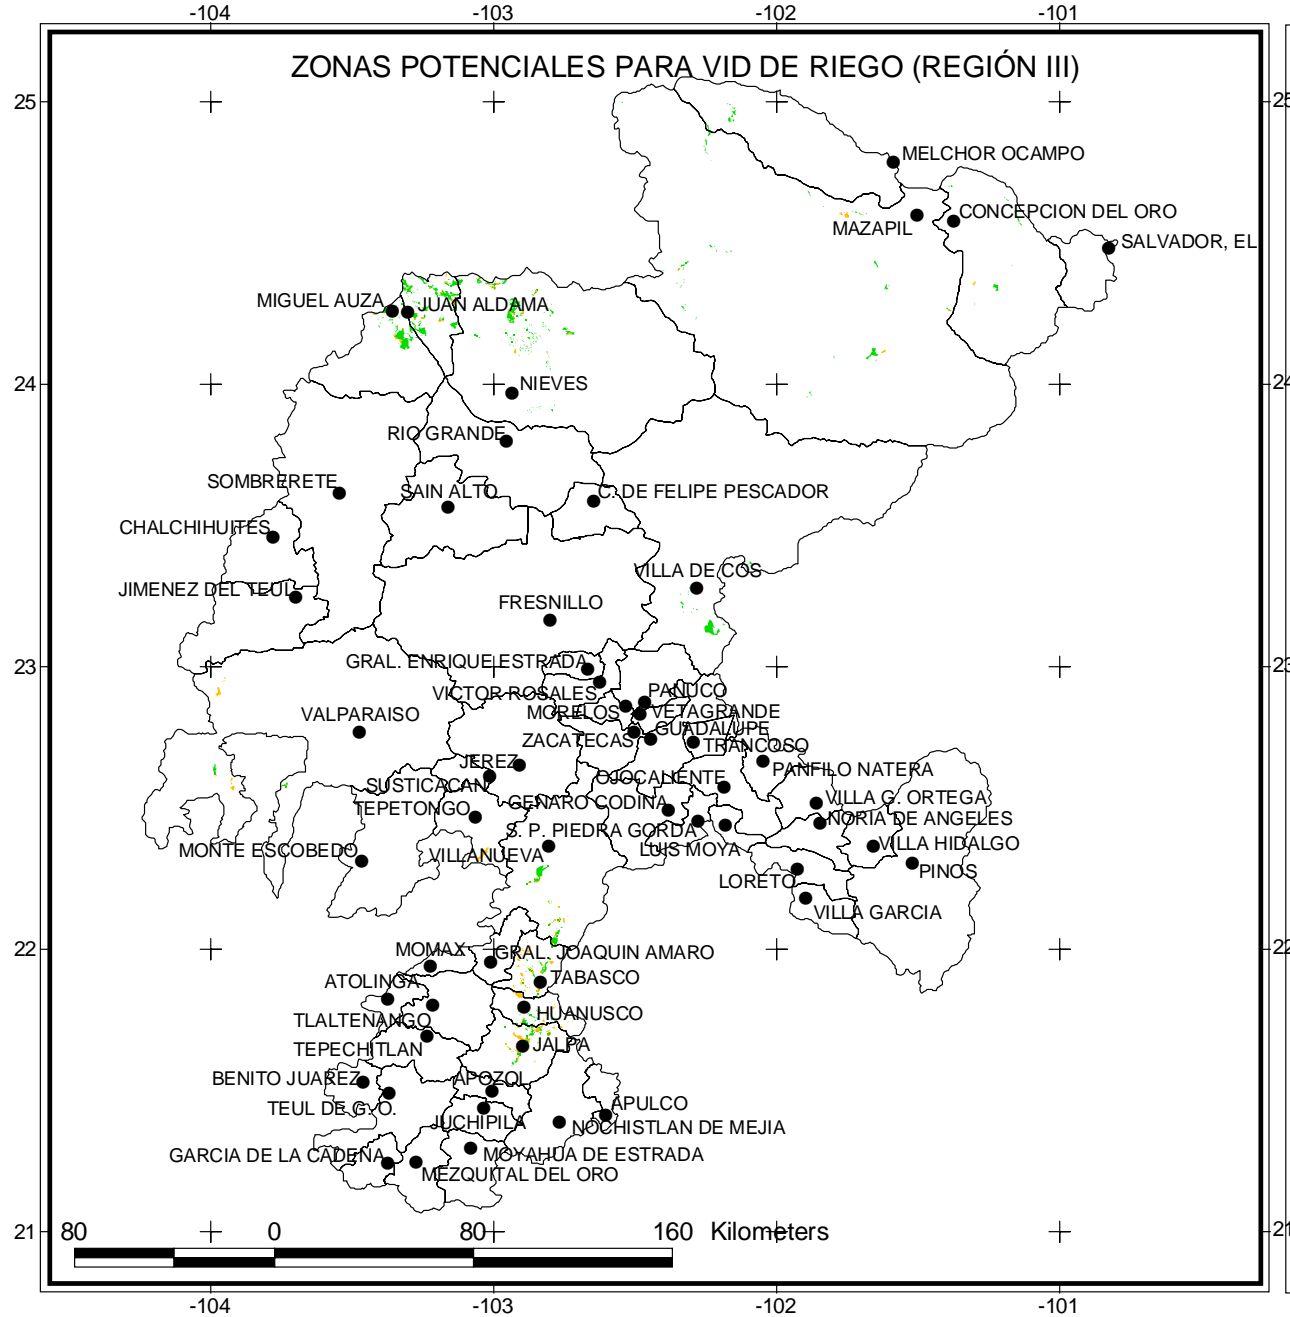 -104 -103 -102 -101
ZONAS POTENCIALES PARA VID DE RIEGO (REGIÓN III)
25
MELCHOR OCAMPO
CONCEPCION DEL ORO
MAZAPIL
SALVADOR, EL
MIGUEL AUZA
JUAN ALDAMA
24 24
NIEVES
RIO GRANDE
SOMBRERETE
SAIN ALTO
C. DE FELIPE PESCADOR
CHALCHIHUITES
VILLA DE COS
JIMENEZ DEL TEUL
FRESNILLO
23 23
GRAL. ENRIQUE ESTRADA
VICTOR ROSALES
PANUCO
VALPARAISO
MORELOS
VETAGRANDE
GUADALUPE
ZACATECAS
TRANCOSO
JEREZ
PANFILO NATERA
SUSTICACAN
OJOCALIENTE
TEPETONGO
GENARO CODINA
VILLA G. ORTEGA
NORIA DE ANGELES
S. P. PIEDRA GORDA
VILLA HIDALGO
MONTE ESCOBEDO
VILLANUEVA
LUIS MOYA
PINOS
LORETO
VILLA GARCIA
22 22
MOMAX
GRAL. JOAQUIN AMARO
ATOLINGA
TABASCO
TLALTENANGO
HUANUSCO
TEPECHITLAN
JALPA
BENITO JUAREZ
APOZOL
TEUL DE G. O.
APULCO
JUCHIPILA
NOCHISTLAN DE MEJIA
GARCIA DE LA CADENA
MOYAHUA DE ESTRADA
MEZQUITAL DEL ORO
21
80 0 80 160 Kilometers
-104 -103 -102 -101